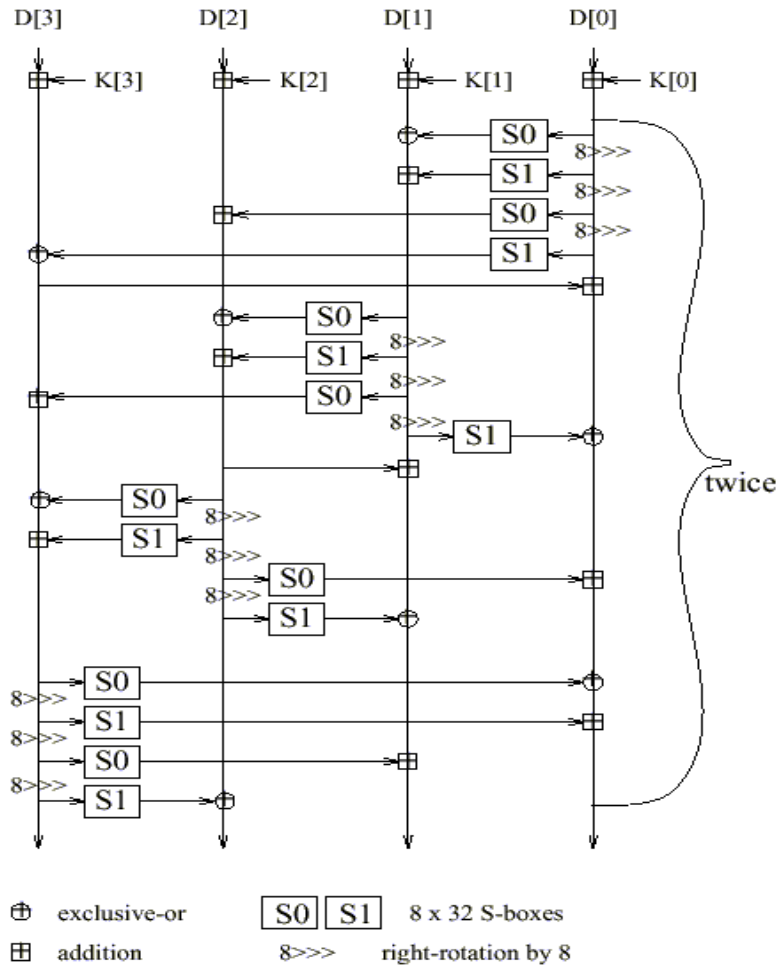 D[3] D[2] D[1] D[0]
K[3] K[2] K[1] K[0]
S0
8>>>
S1
8>>>
S0
8>>>
S1
S0
8>>>
S1
8>>>
S0
8>>>
S1
twice
S0
8>>>
S1
8>>>
S0
8>>>
S1
S0
8>>>
S1
8>>>
S0
8>>>
S1
exclusive-or S0 S1 8 x 32 S-boxes
addition 8>>> right-rotation by 8